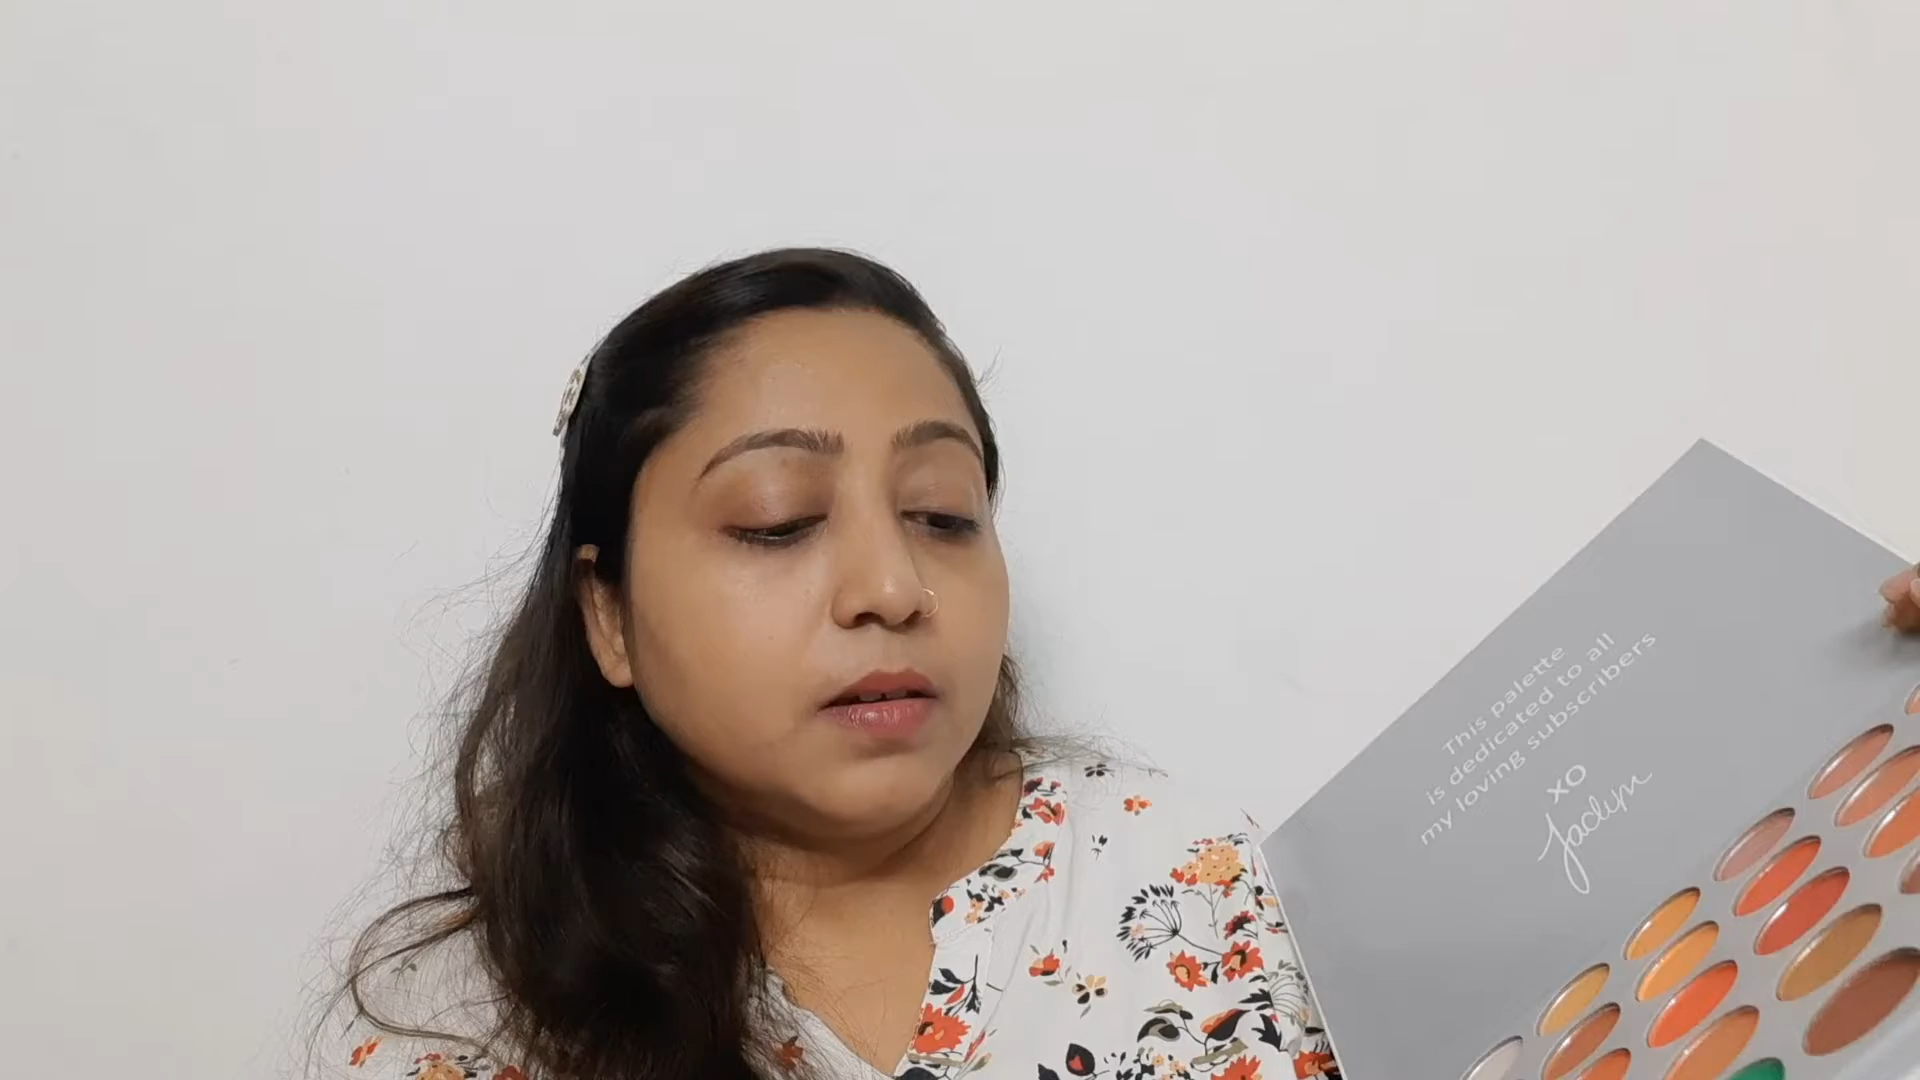 This palette
is dedicated to all
my loving subscribers
xo
Jaclyn